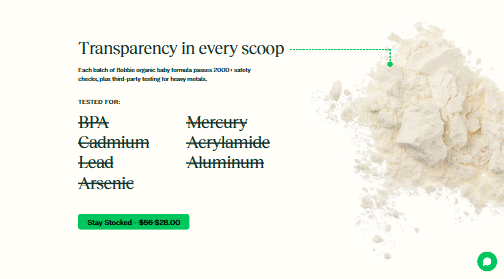 Transparency in every scoop
Each batch of Bobbie organic baby formula passes 2000+ safety
checks, plus third-party testing for heavy metals.
TESTED FOR:
BPA
Cadmium
Lead
Arsenic
Mercury
Acrylamide
Aluminum
Stay Stocked - $56 $28.00